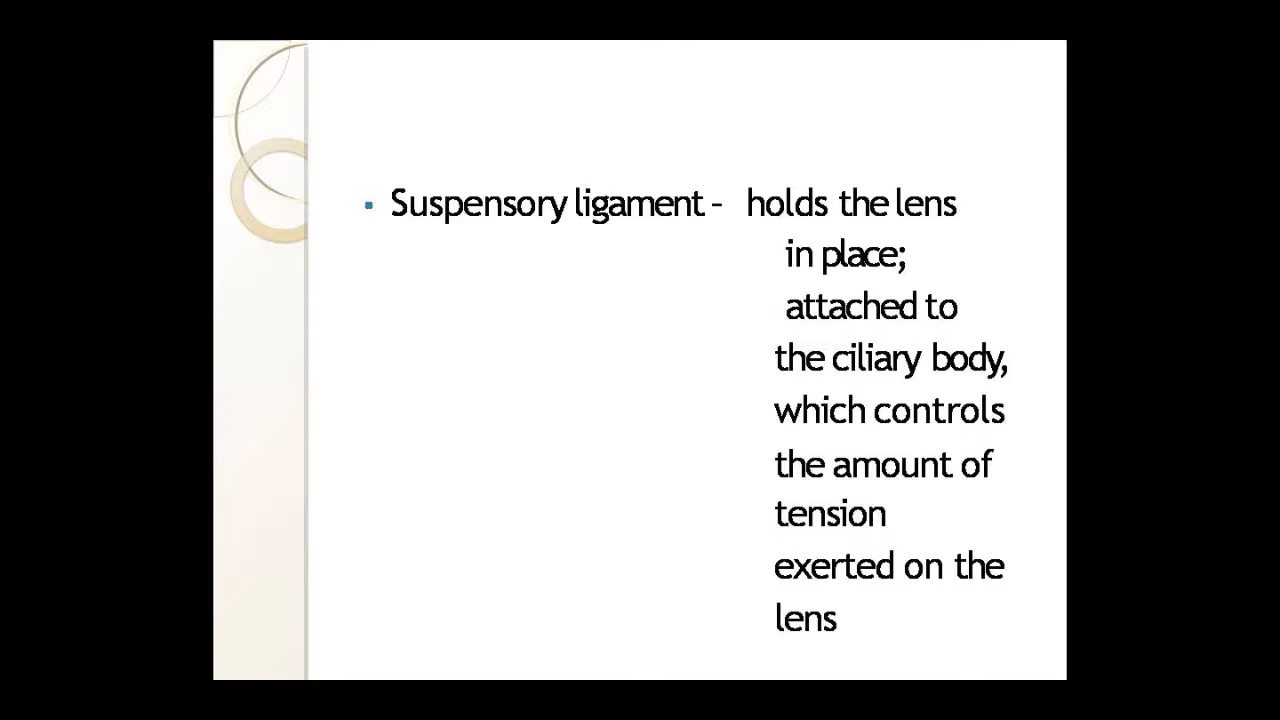 ▪ Suspensory ligament - holds the lens
in place;
attached to
the ciliary body,
which controls
the amount of
tension
exerted on the
lens